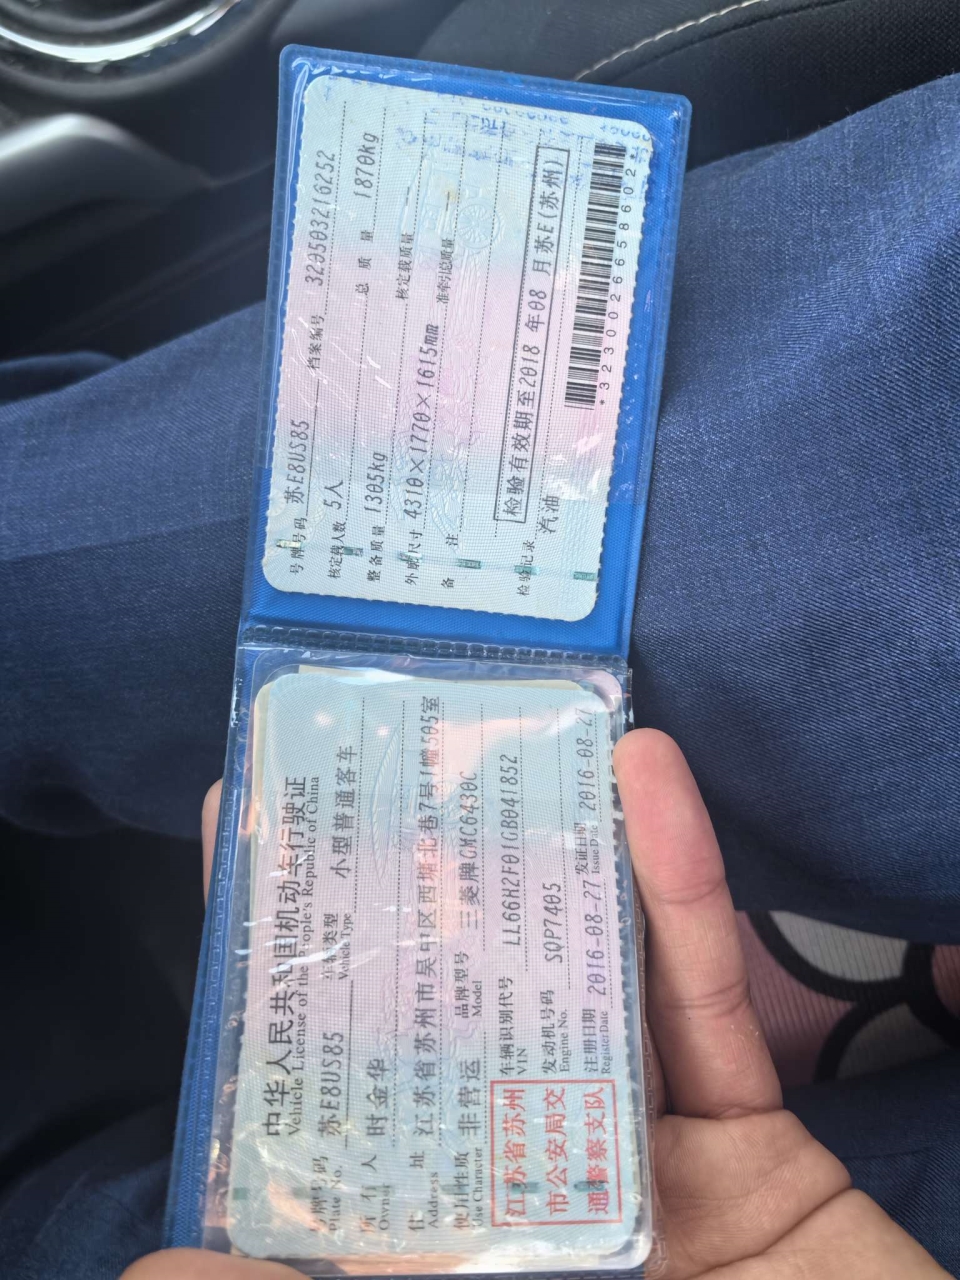 中华人民共和国机动车行驶证
Vehicle License of the People's Republic of China
号牌号码 苏E8US85 车辆类型 小型普通客车
Plate No. Vehicle Type
所有人 时金华
Owner
住址 江苏省苏州市吴中区西塘北巷7号1幢505室
Address
使用性质 非营运 品牌型号 三菱牌GMC6430C
Use Character Model
江苏省苏州
市公安局交
通警察支队
车辆识别代号 LL66H2F01GB041852
VIN
发动机号码 SQP7405
Engine No.
注册日期 2016-08-27 发证日期 2016-08-27
Register Date Issue Date
号牌号码 苏E8US85 档案编号 320503216252
核定载人数 5人 总质量 1870kg
整备质量 1305kg 核定载质量
外廓尺寸 4310×1770×1615mm 准牵引总质量
备注
检验有效期至2018年08月苏E(苏州)
检验记录 汽油
*3230026658602*